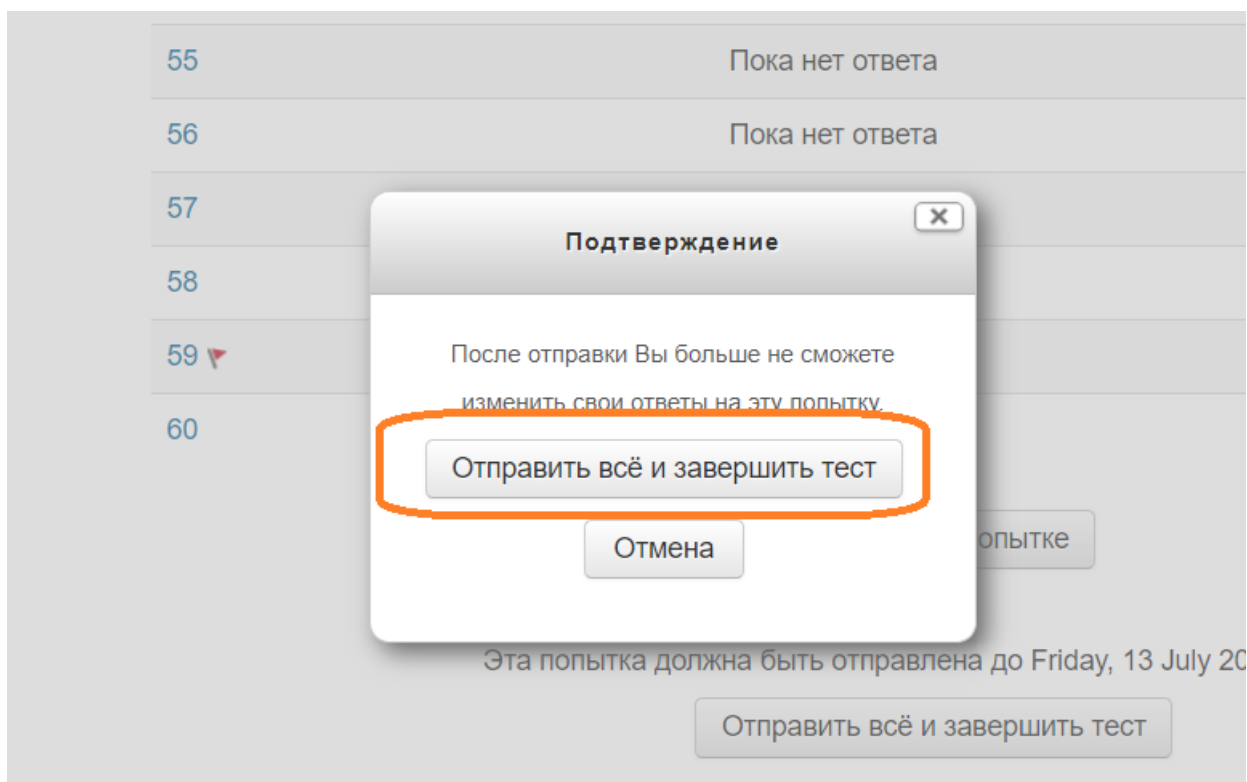 55 Пока нет ответа
56 Пока нет ответа
57
Подтверждение
58
59
После отправки Вы больше не сможете
изменить свои ответы на эту попытку.
60
Отправить всё и завершить тест
Отмена
опытке
Эта попытка должна быть отправлена до Friday, 13 July 20
Отправить всё и завершить тест